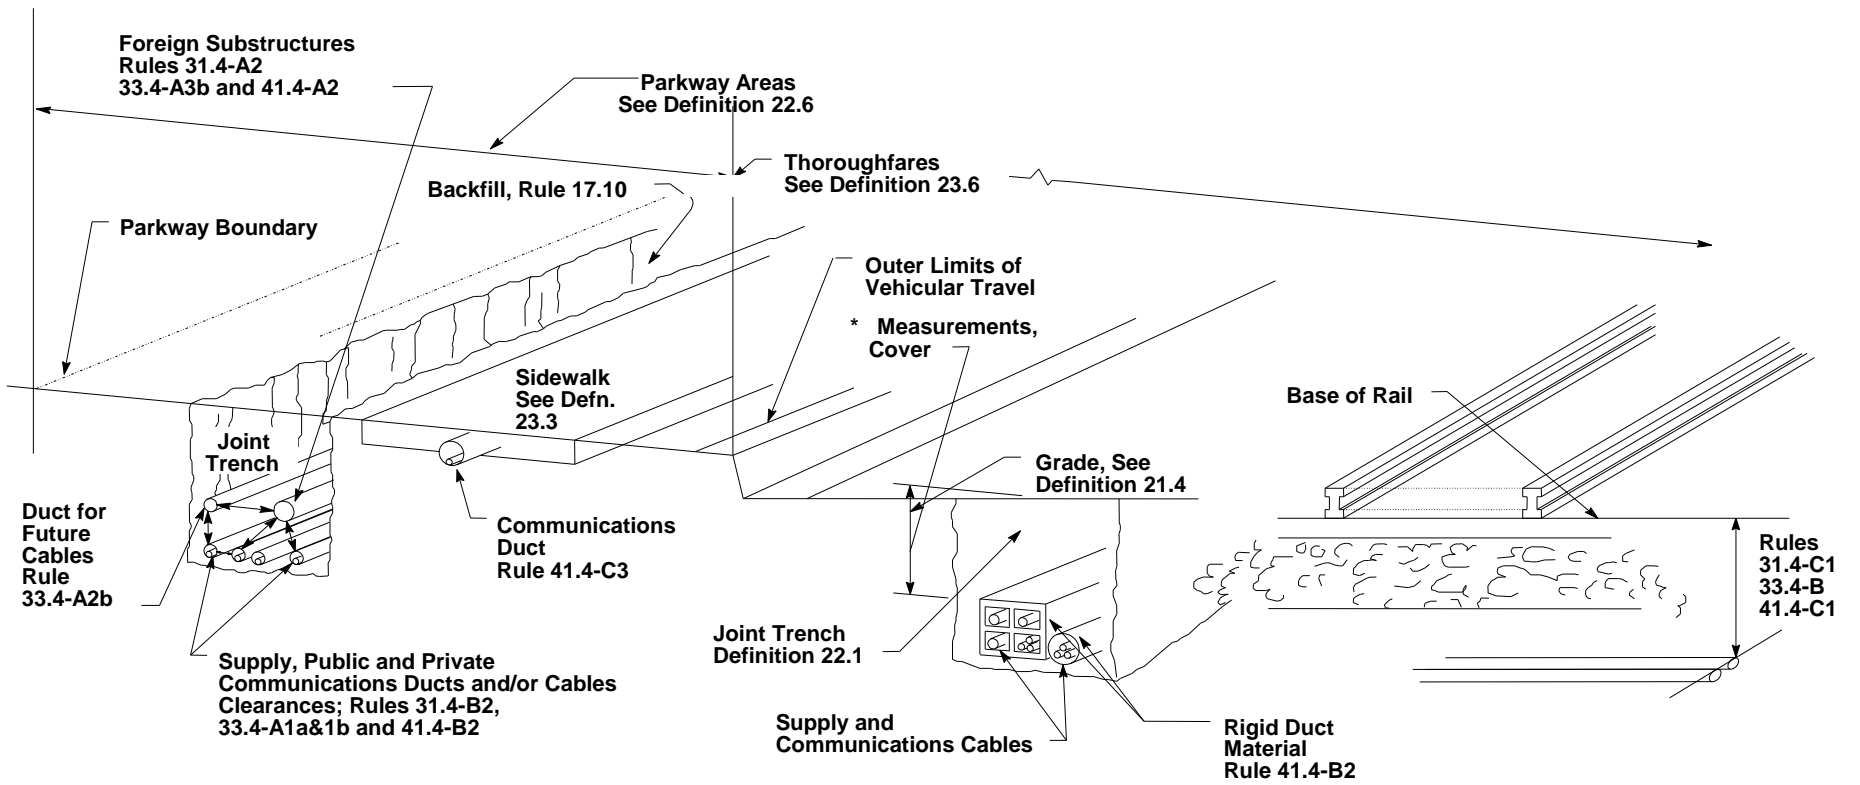 Foreign Substructures
Rules 31.4-A2
33.4-A3b and 41.4-A2
Parkway Areas
See Definition 22.6
Thoroughfares
See Definition 23.6
Backfill, Rule 17.10
Parkway Boundary
Outer Limits of
Vehicular Travel
* Measurements,
Cover
Sidewalk
See Defn.
23.3
Base of Rail
Joint
Trench
Grade, See
Definition 21.4
Duct for
Future
Cables
Rule
33.4-A2b
Communications
Duct
Rule 41.4-C3
Rules
31.4-C1
33.4-B
41.4-C1
Joint Trench
Definition 22.1
Supply, Public and Private
Communications Ducts and/or Cables
Clearances; Rules 31.4-B2,
33.4-A1a&1b and 41.4-B2
Supply and
Communications Cables
Rigid Duct
Material
Rule 41.4-B2